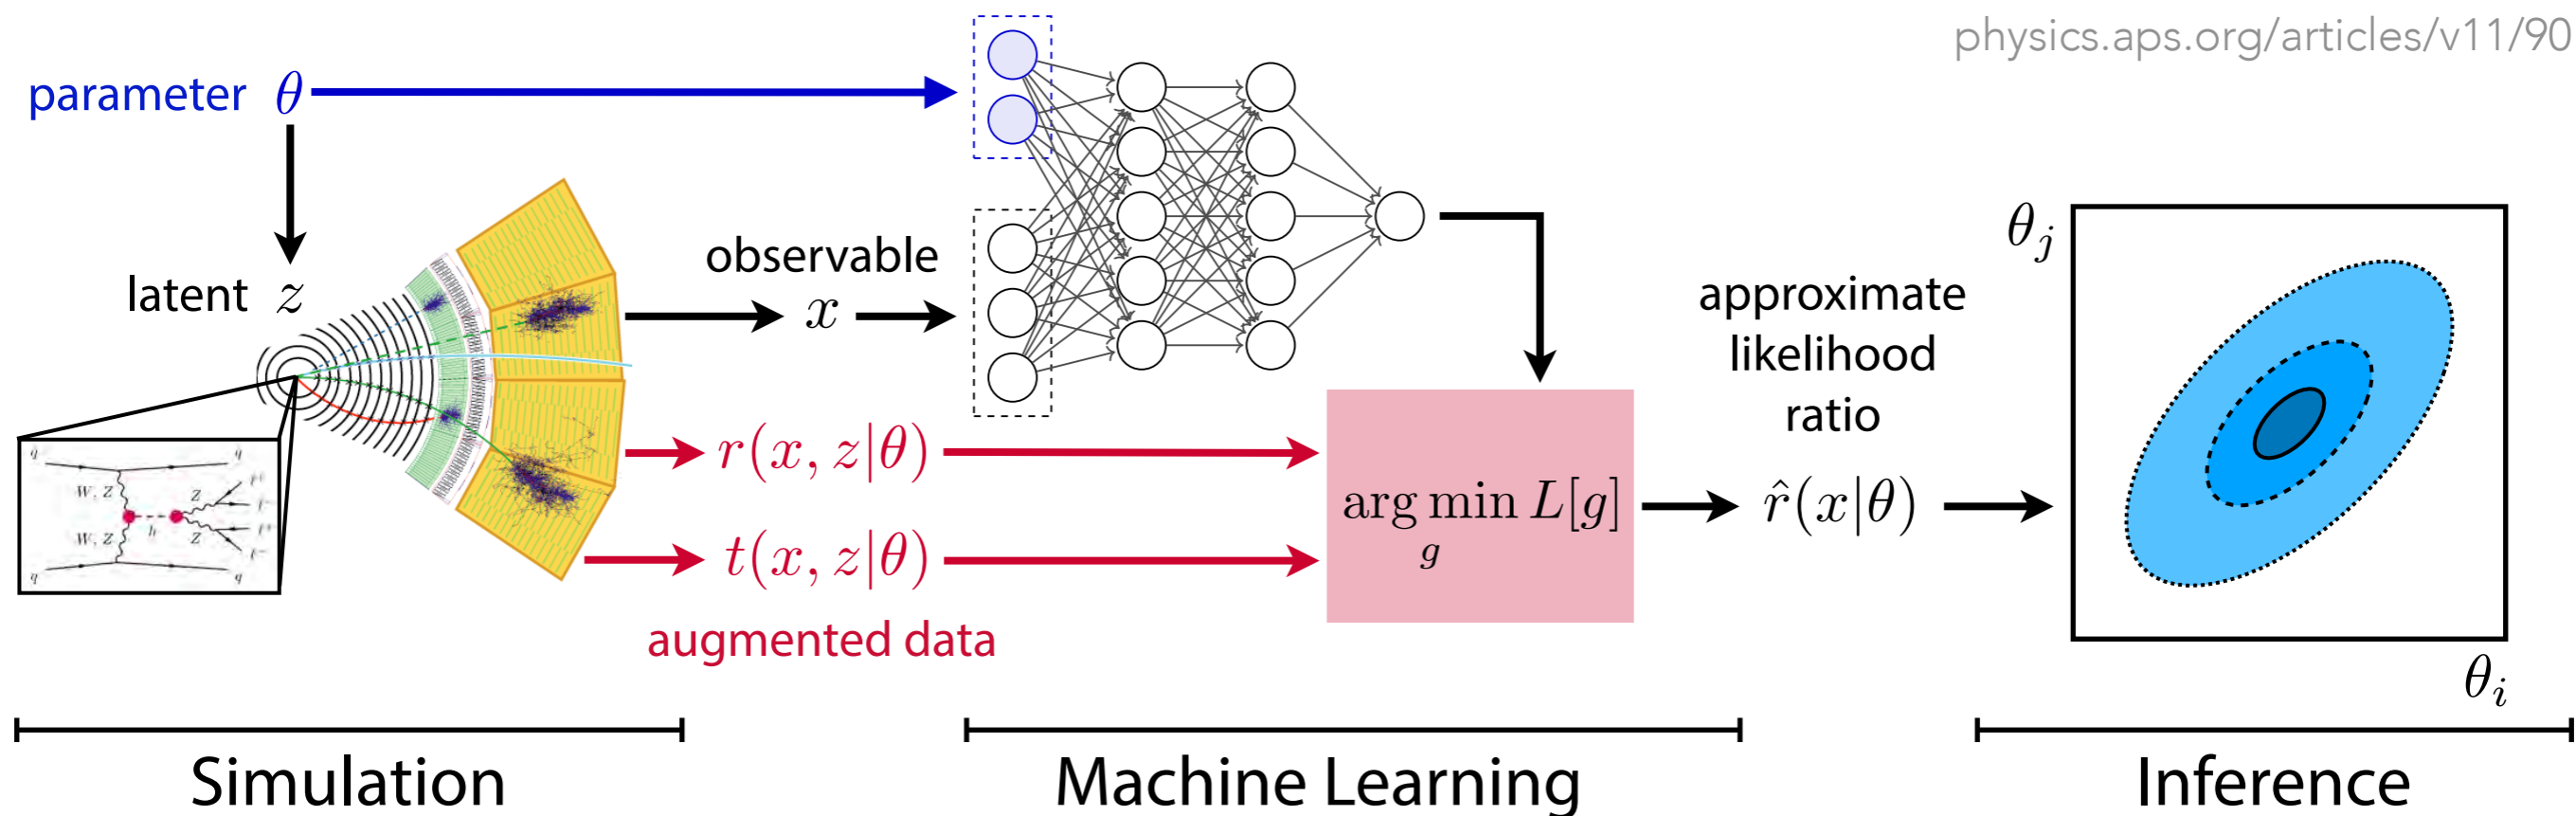 physics.aps.org/articles/v11/90
parameter θ
latent z
observable
x
r(x, z|θ)
t(x, z|θ)
augmented data
arg min L[g]
g
approximate
likelihood
ratio
r̂(x|θ)
θj
θi
q
q
W, Z
Z
h
W, Z
Z
q
q
Simulation
Machine Learning
Inference